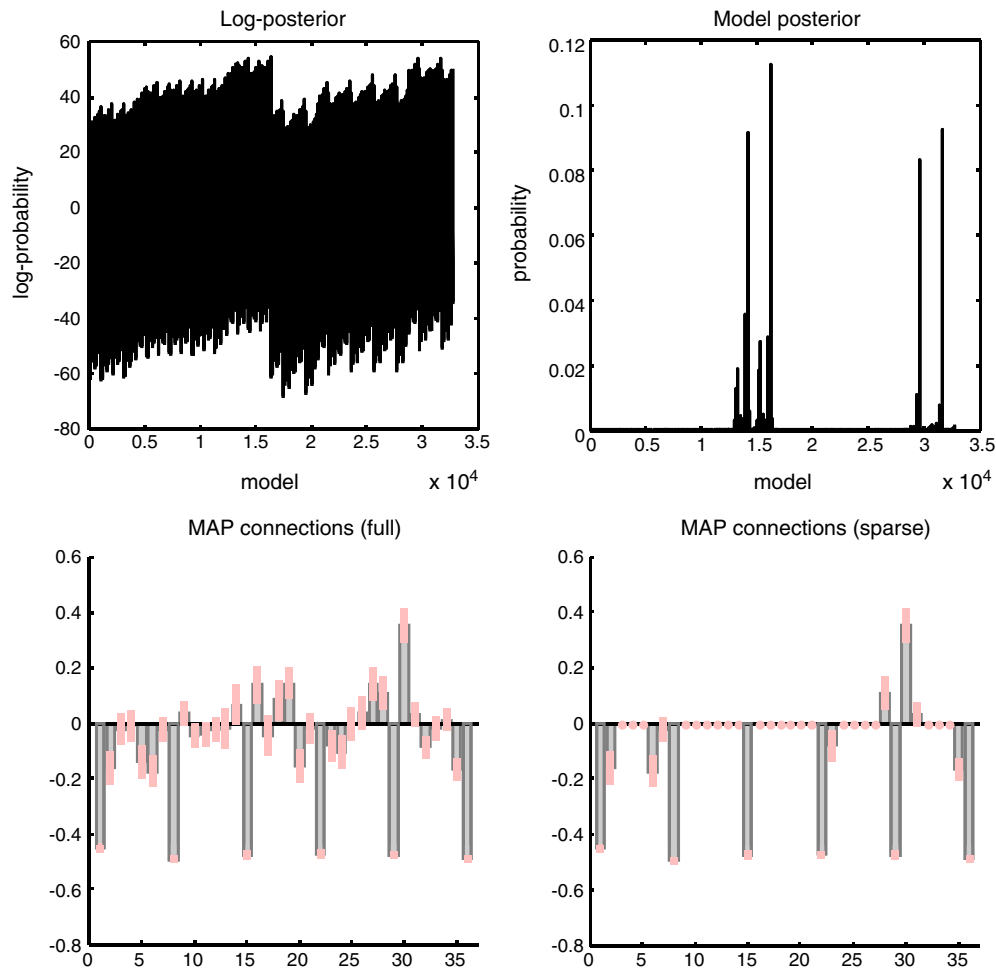 Log-posterior
60
40
20
0
-20
-40
-60
-80
log-probability
0 0.5 1 1.5 2 2.5 3 3.5
model
x 10^4
Model posterior
0.12
0.1
0.08
0.06
0.04
0.02
0
probability
0 0.5 1 1.5 2 2.5 3 3.5
model
x 10^4
MAP connections (full)
0.6
0.4
0.2
0
-0.2
-0.4
-0.6
-0.8
0 5 10 15 20 25 30 35
MAP connections (sparse)
0.6
0.4
0.2
0
-0.2
-0.4
-0.6
-0.8
0 5 10 15 20 25 30 35